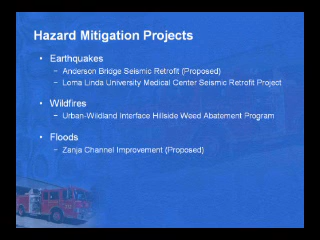 Hazard Mitigation Projects
• Earthquakes
– Anderson Bridge Seismic Retrofit (Proposed)
– Loma Linda University Medical Center Seismic Retrofit Project
• Wildfires
– Urban-Wildland Interface Hillside Weed Abatement Program
• Floods
– Zanja Channel Improvement (Proposed)